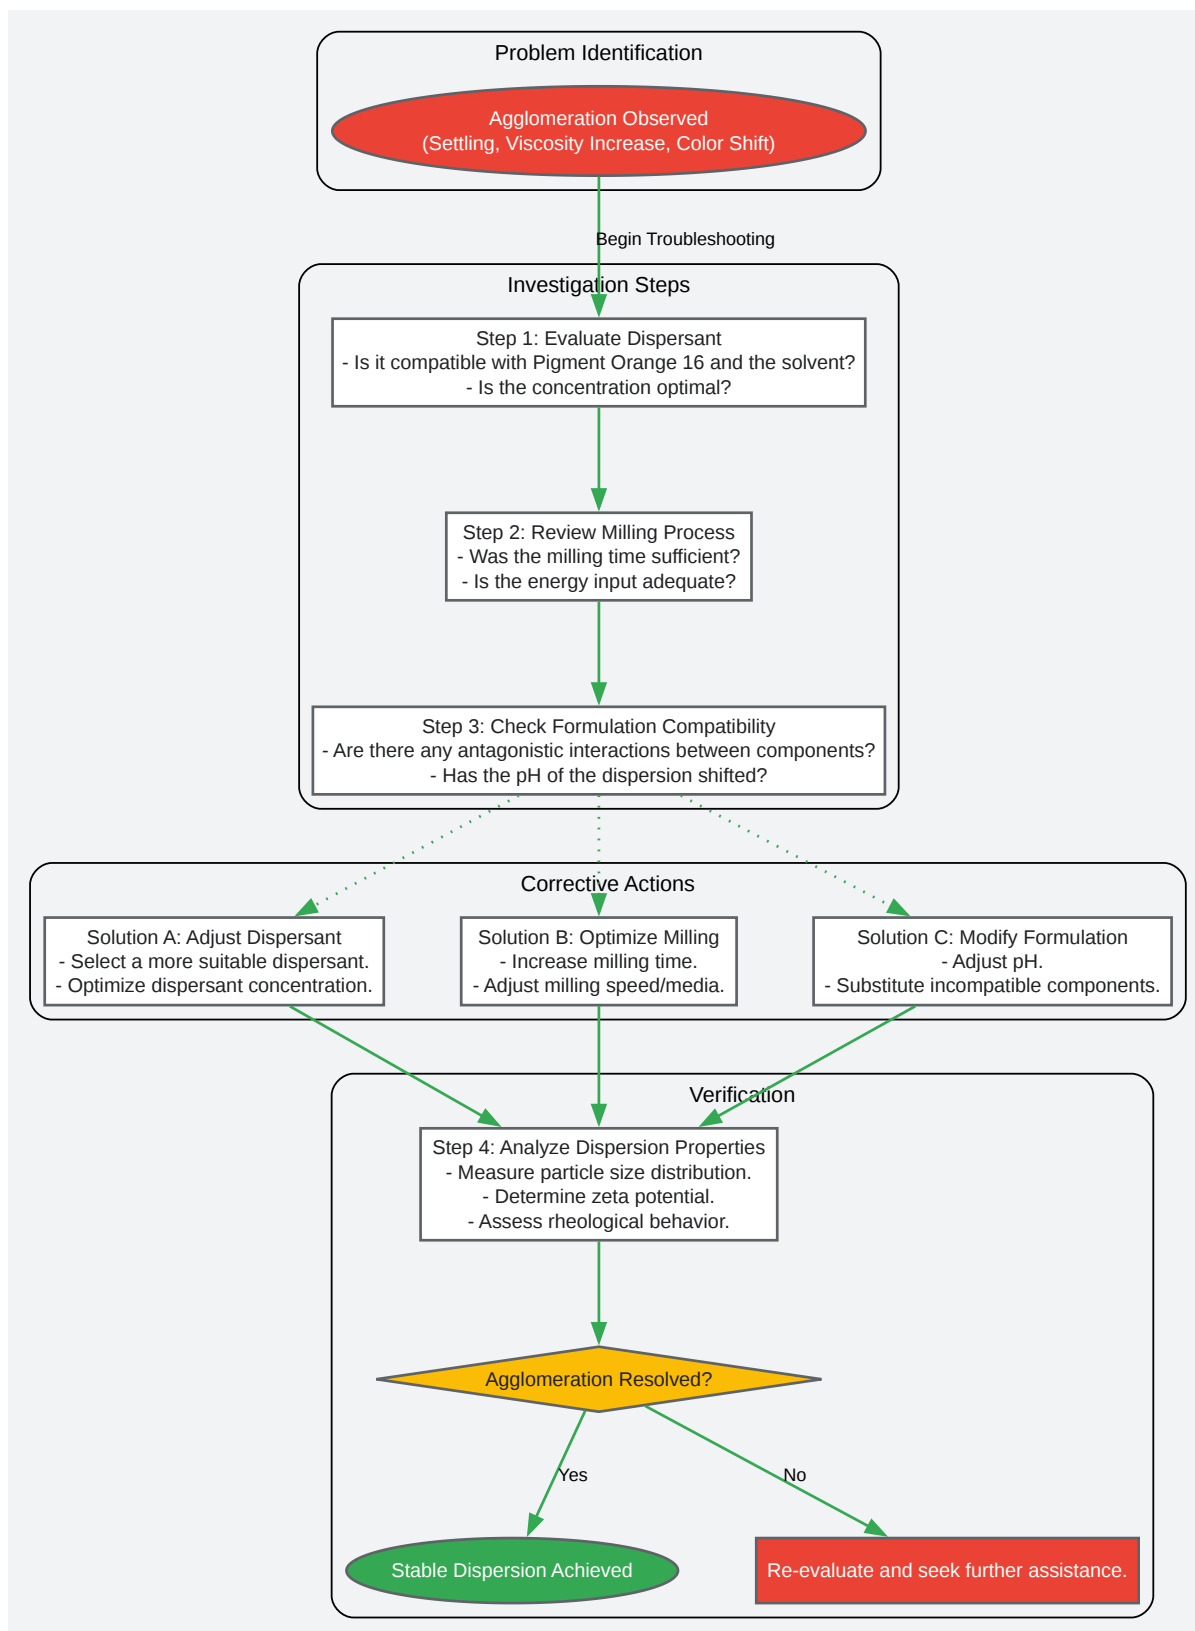 Problem Identification
Agglomeration Observed
(Settling, Viscosity Increase, Color Shift)
Begin Troubleshooting
Investigation Steps
Step 1: Evaluate Dispersant
- Is it compatible with Pigment Orange 16 and the solvent?
- Is the concentration optimal?
Step 2: Review Milling Process
- Was the milling time sufficient?
- Is the energy input adequate?
Step 3: Check Formulation Compatibility
- Are there any antagonistic interactions between components?
- Has the pH of the dispersion shifted?
Corrective Actions
Solution A: Adjust Dispersant
- Select a more suitable dispersant.
- Optimize dispersant concentration.
Solution B: Optimize Milling
- Increase milling time.
- Adjust milling speed/media.
Solution C: Modify Formulation
- Adjust pH.
- Substitute incompatible components.
Verification
Step 4: Analyze Dispersion Properties
- Measure particle size distribution.
- Determine zeta potential.
- Assess rheological behavior.
Agglomeration Resolved?
Yes
No
Stable Dispersion Achieved
Re-evaluate and seek further assistance.